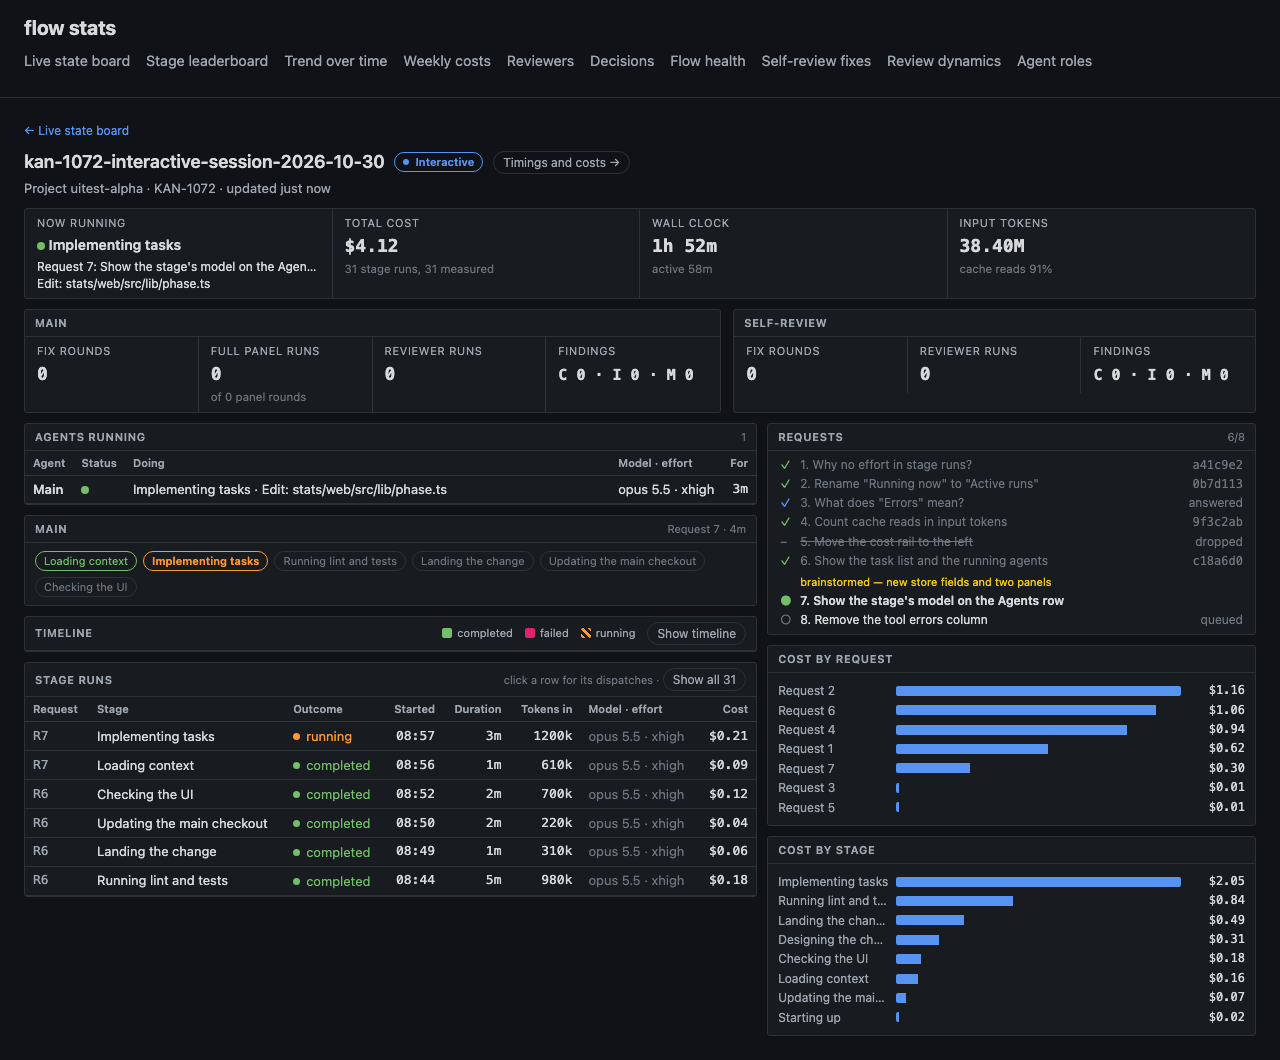 flow stats
Live state board Stage leaderboard Trend over time Weekly costs Reviewers Decisions Flow health Self-review fixes Review dynamics Agent roles
← Live state board
kan-1072-interactive-session-2026-10-30 Interactive Timings and costs →
Project uitest-alpha · KAN-1072 · updated just now
NOW RUNNING
Implementing tasks
Request 7: Show the stage's model on the Agen...
Edit: stats/web/src/lib/phase.ts
TOTAL COST
$4.12
31 stage runs, 31 measured
WALL CLOCK
1h 52m
active 58m
INPUT TOKENS
38.40M
cache reads 91%
MAIN
FIX ROUNDS
0
FULL PANEL RUNS
0
of 0 panel rounds
REVIEWER RUNS
0
FINDINGS
C 0 · I 0 · M 0
SELF-REVIEW
FIX ROUNDS
0
REVIEWER RUNS
0
FINDINGS
C 0 · I 0 · M 0
AGENTS RUNNING 1
Agent Status Doing Model · effort For
Main Implementing tasks · Edit: stats/web/src/lib/phase.ts opus 5.5 · xhigh 3m
MAIN Request 7 · 4m
Loading context Implementing tasks Running lint and tests Landing the change Updating the main checkout
Checking the UI
TIMELINE completed failed running Show timeline
STAGE RUNS click a row for its dispatches · Show all 31
Request Stage Outcome Started Duration Tokens in Model · effort Cost
R7 Implementing tasks running 08:57 3m 1200k opus 5.5 · xhigh $0.21
R7 Loading context completed 08:56 1m 610k opus 5.5 · xhigh $0.09
R6 Checking the UI completed 08:52 2m 700k opus 5.5 · xhigh $0.12
R6 Updating the main checkout completed 08:50 2m 220k opus 5.5 · xhigh $0.04
R6 Landing the change completed 08:49 1m 310k opus 5.5 · xhigh $0.06
R6 Running lint and tests completed 08:44 5m 980k opus 5.5 · xhigh $0.18
REQUESTS 6/8
✓ 1. Why no effort in stage runs? a41c9e2
✓ 2. Rename "Running now" to "Active runs" 0b7d113
✓ 3. What does "Errors" mean? answered
✓ 4. Count cache reads in input tokens 9f3c2ab
– 5. Move the cost rail to the left dropped
✓ 6. Show the task list and the running agents c18a6d0
brainstormed — new store fields and two panels
7. Show the stage's model on the Agents row
8. Remove the tool errors column queued
COST BY REQUEST
Request 2 $1.16
Request 6 $1.06
Request 4 $0.94
Request 1 $0.62
Request 7 $0.30
Request 3 $0.01
Request 5 $0.01
COST BY STAGE
Implementing tasks $2.05
Running lint and t... $0.84
Landing the chan... $0.49
Designing the ch... $0.31
Checking the UI $0.18
Loading context $0.16
Updating the mai... $0.07
Starting up $0.02